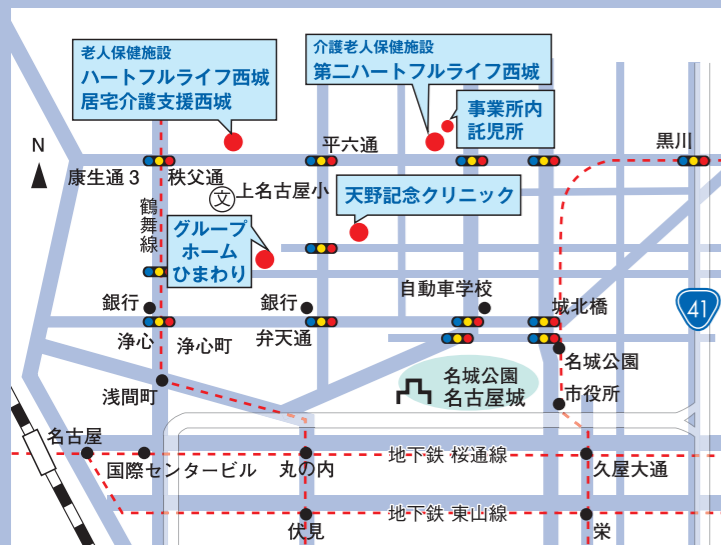 老人保健施設
ハートフルライフ西城
居宅介護支援西城
介護老人保健施設
第二ハートフルライフ西城
事業所内
託児所
N
平六通
黒川
康生通3
秩父通
文
上名古屋小
天野記念クリニック
鶴舞線
グループ
ホーム
ひまわり
銀行
銀行
自動車学校
城北橋
41
浄心
浄心町
弁天通
名城公園
浅間町
名城公園
名古屋城
市役所
名古屋
国際センタービル
丸の内
地下鉄 桜通線
久屋大通
伏見
地下鉄 東山線
栄